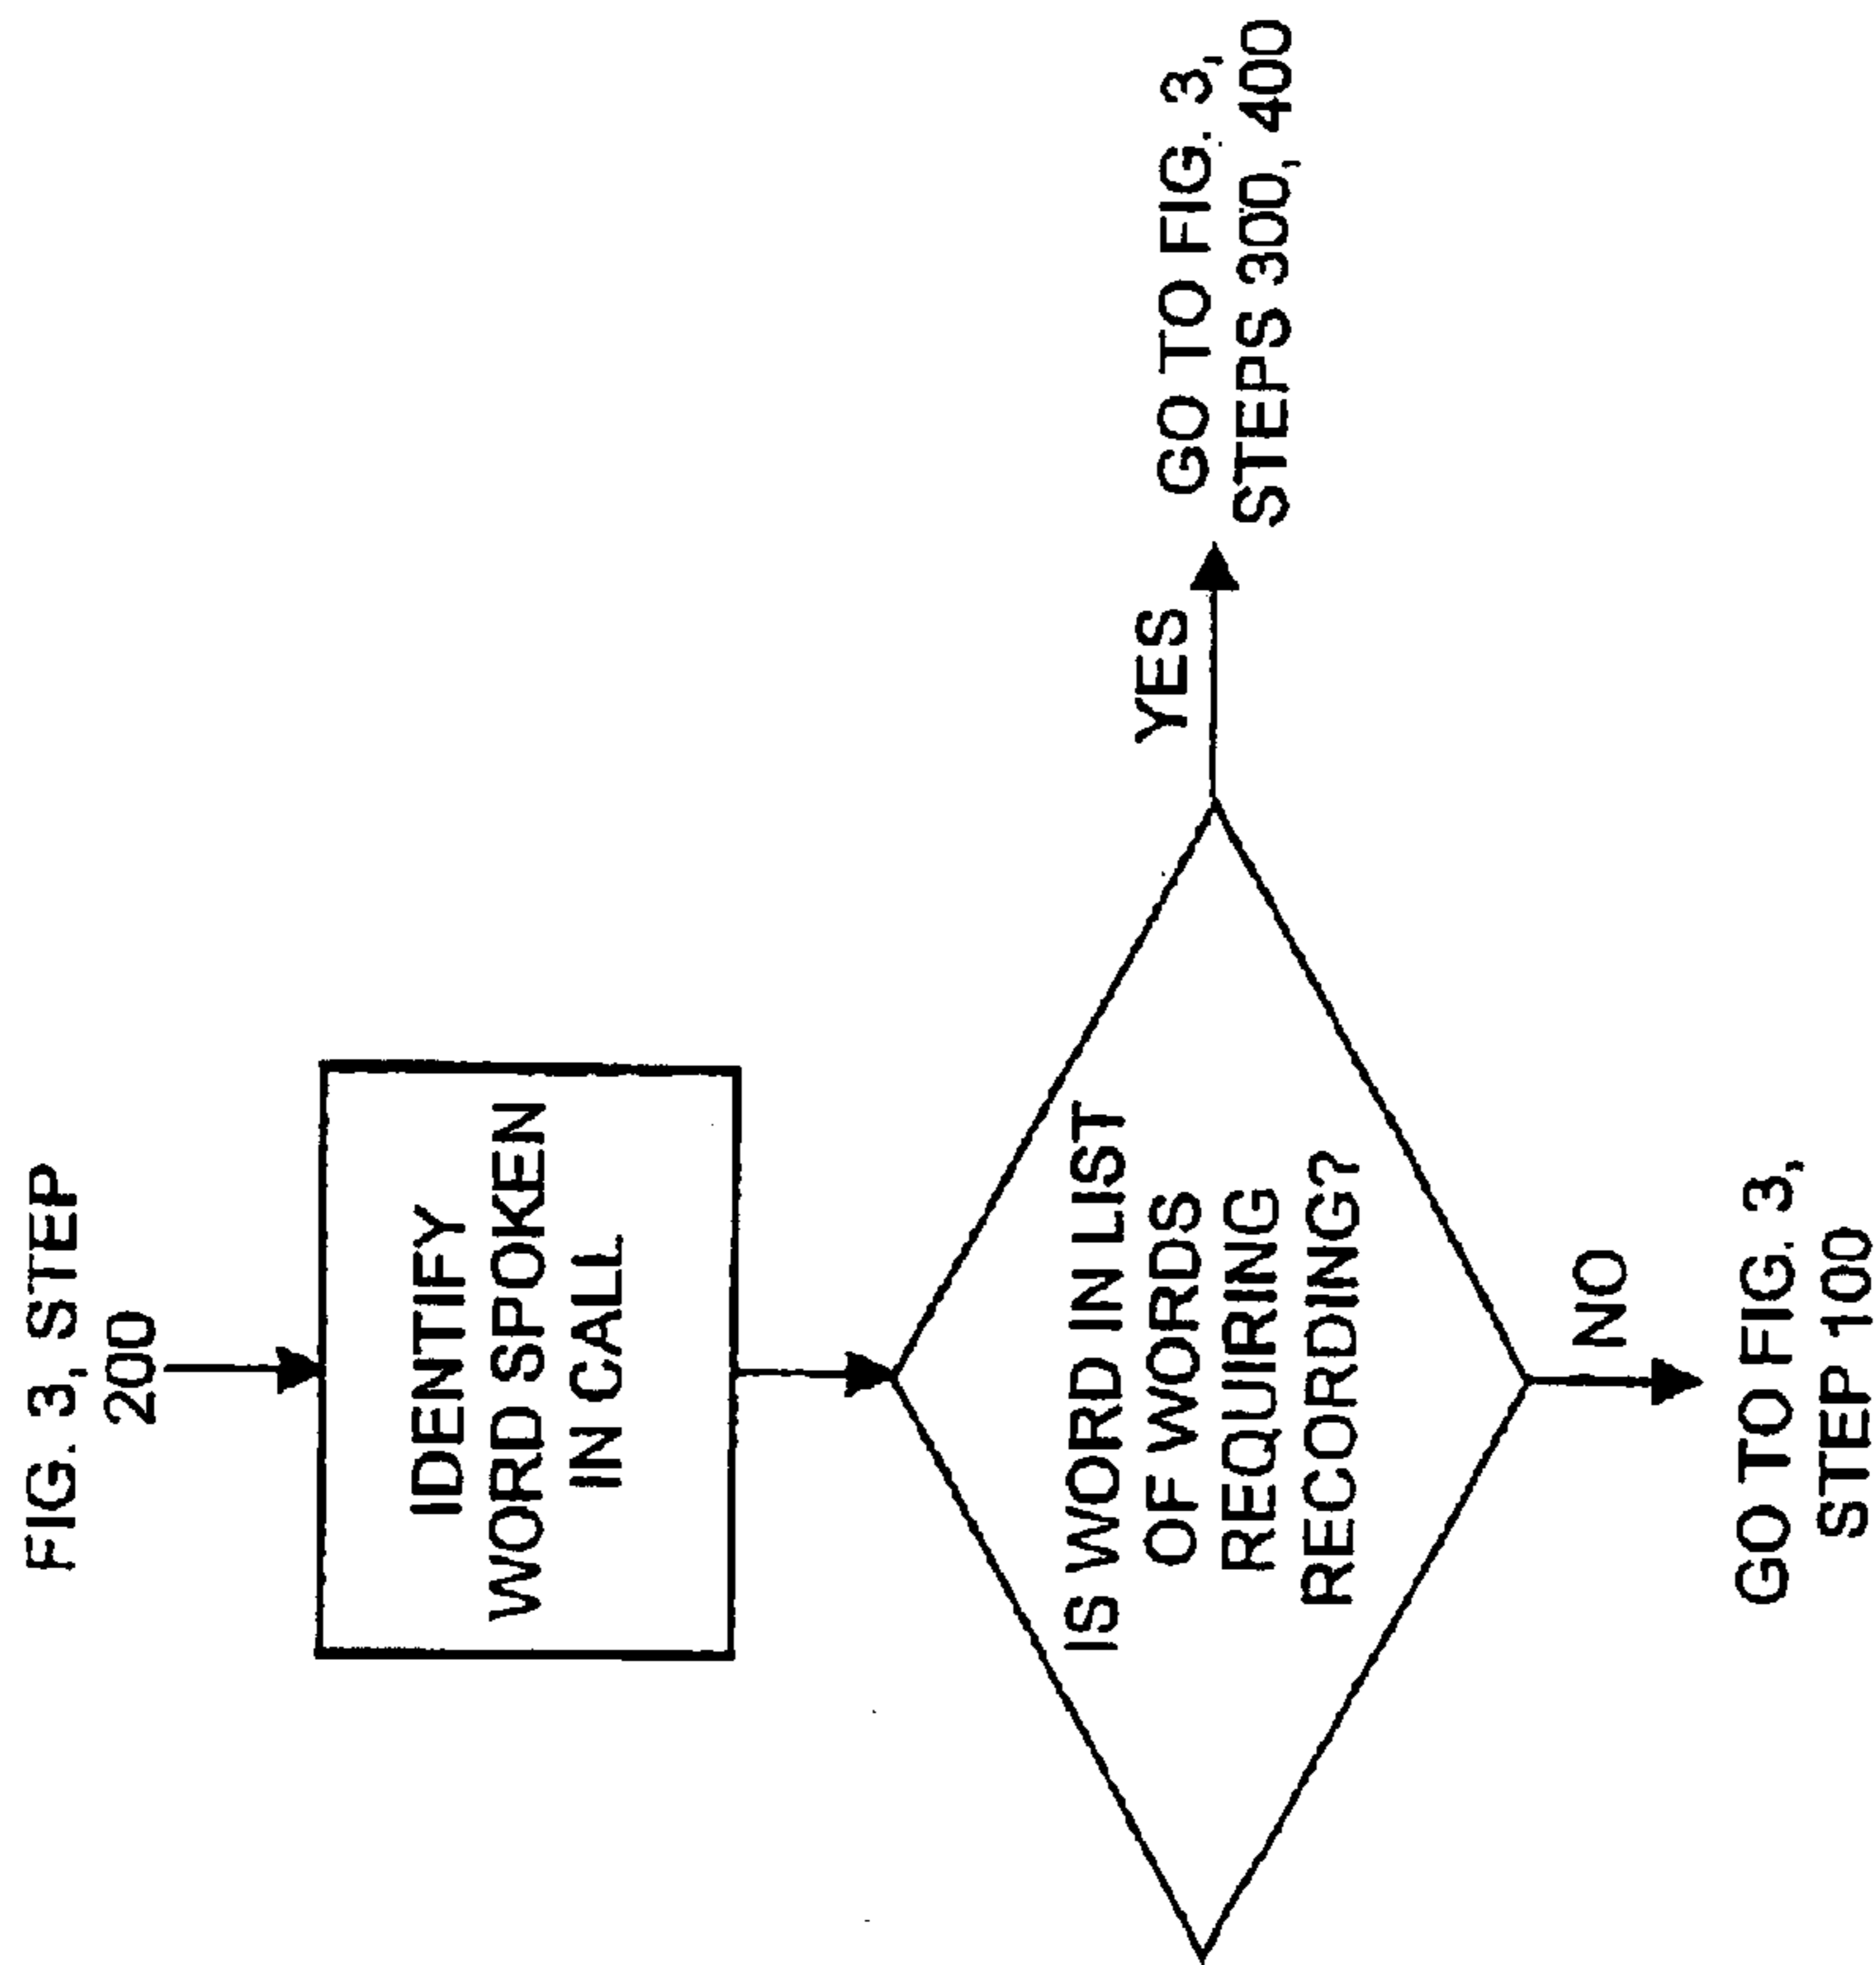 FIG. 3, STEP
200
IDENTIFY
WORD SPOKEN
IN CALL
IS WORD IN LIST
OF WORDS
REQUIRING
RECORDING?
YES
GO TO FIG. 3,
STEPS 300, 400
NO
GO TO FIG. 3,
STEP 100